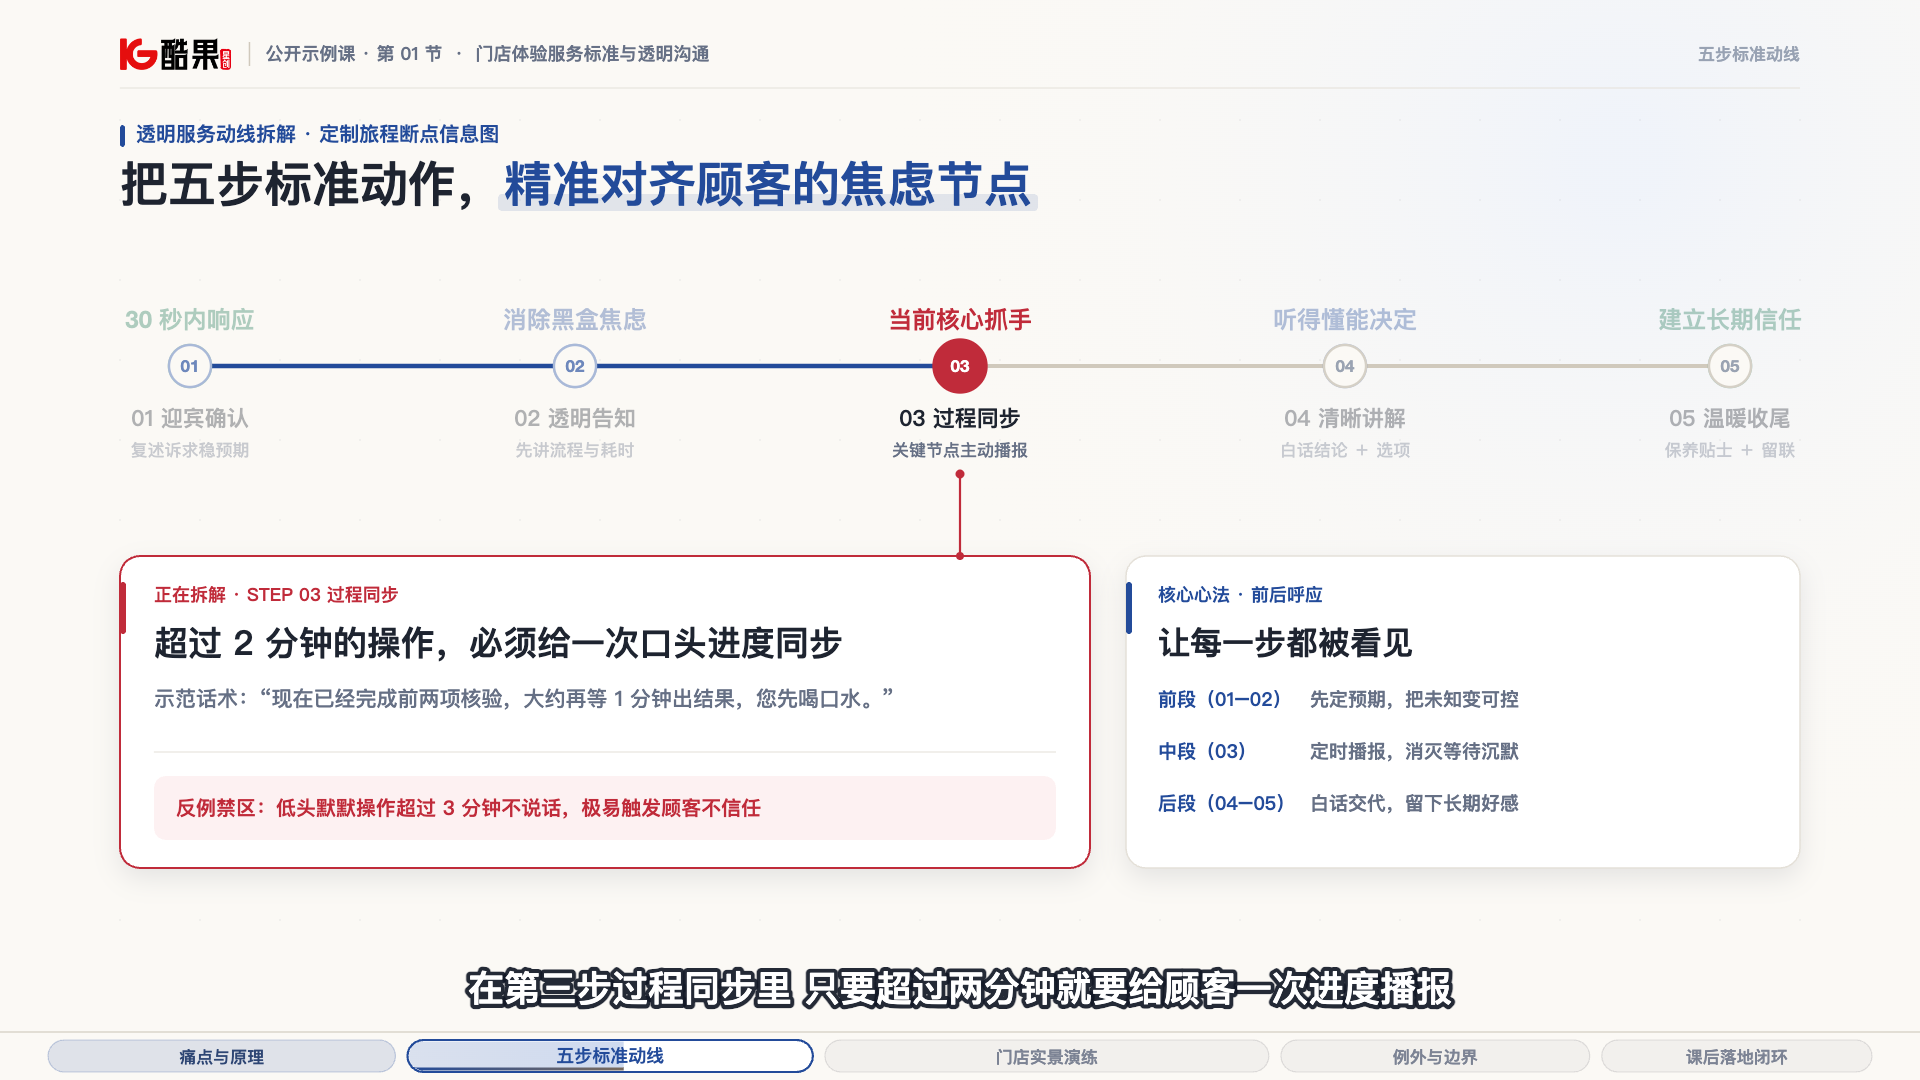 IG酷果
公开示例课 · 第 01 节 · 门店体验服务标准与透明沟通
五步标准动线
透明服务动线拆解 · 定制旅程断点信息图
把五步标准动作，精准对齐顾客的焦虑节点
30 秒内响应
消除黑盒焦虑
当前核心抓手
听得懂能决定
建立长期信任
01
02
03
04
05
01 迎宾确认
02 透明告知
03 过程同步
04 清晰讲解
05 温暖收尾
复述诉求稳预期
先讲流程与耗时
关键节点主动播报
白话结论 + 选项
保养贴士 + 留联
正在拆解 · STEP 03 过程同步
超过 2 分钟的操作，必须给一次口头进度同步
示范话术：“现在已经完成前两项核验，大约再等 1 分钟出结果，您先喝口水。”
反例禁区：低头默默操作超过 3 分钟不说话，极易触发顾客不信任
核心心法 · 前后呼应
让每一步都被看见
前段（01—02） 先定预期，把未知变可控
中段（03） 定时播报，消灭等待沉默
后段（04—05） 白话交代，留下长期好感
在第三步过程同步里 只要超过两分钟就要给顾客一次进度播报
痛点与原理
五步标准动线
门店实景演练
例外与边界
课后落地闭环